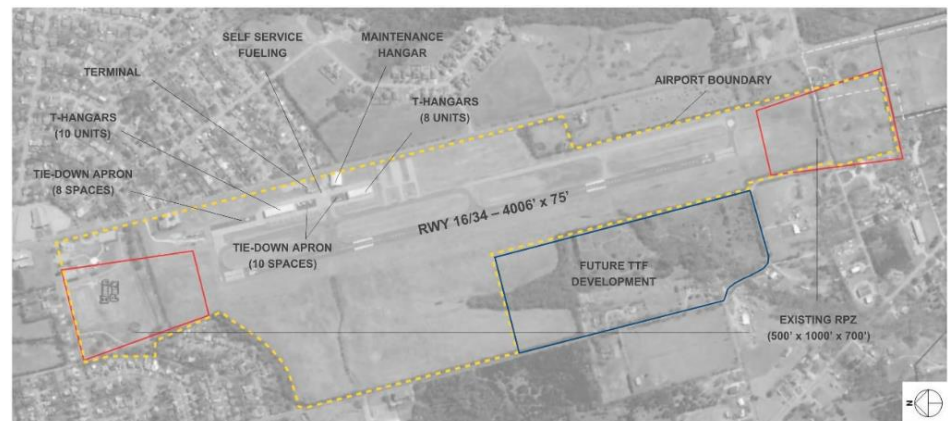 SELF SERVICE
FUELING
MAINTENANCE
HANGAR
TERMINAL
AIRPORT BOUNDARY
T-HANGARS
(10 UNITS)
T-HANGARS
(8 UNITS)
TIE-DOWN APRON
(8 SPACES)
RWY 16/34 – 4006' x 75'
TIE-DOWN APRON
(10 SPACES)
FUTURE TTF
DEVELOPMENT
EXISTING RPZ
(500' x 1000' x 700')
N